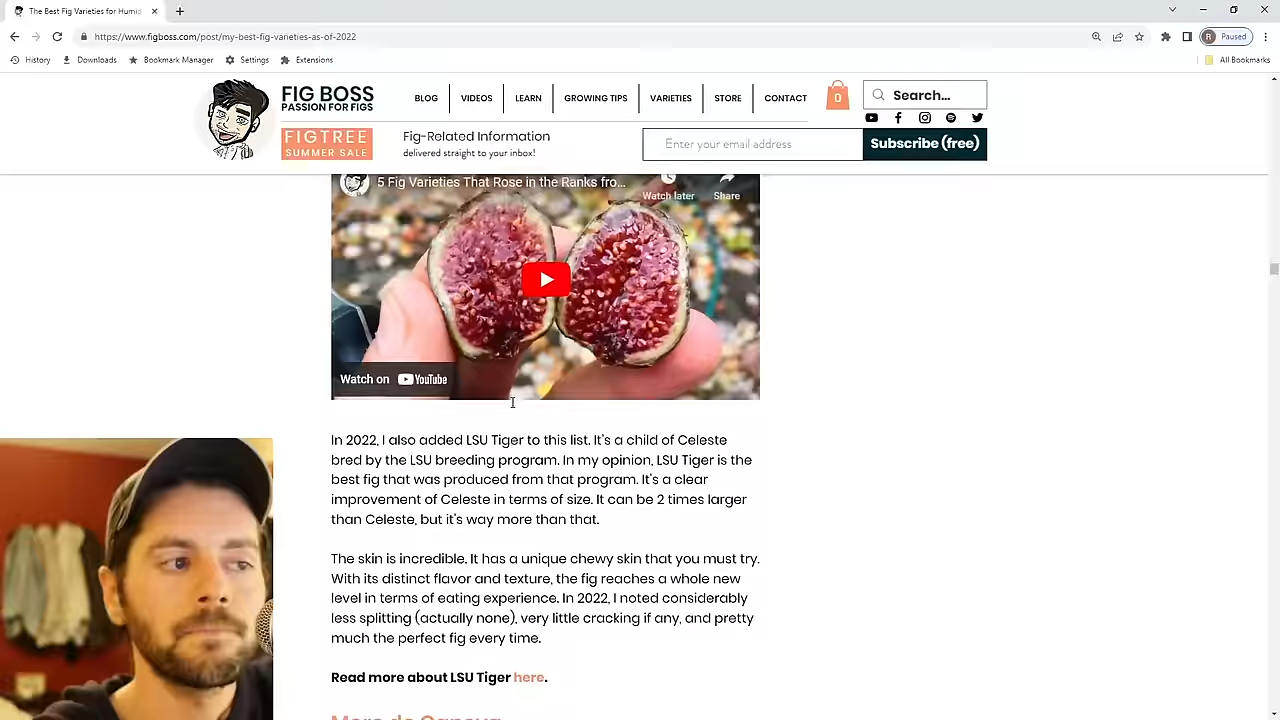 The Best Fig Varieties for Humid
https://www.figboss.com/post/my-best-fig-varieties-as-of-2022
R Paused
History Downloads Bookmark Manager Settings Extensions All Bookmarks
FIG BOSS
PASSION FOR FIGS
BLOG VIDEOS LEARN GROWING TIPS VARIETIES STORE CONTACT
0
Search...
FIGTREE
SUMMER SALE
Fig-Related Information
delivered straight to your inbox!
Enter your email address
Subscribe (free)
5 Fig Varieties That Rose in the Ranks fro...
Watch later Share
Watch on YouTube
In 2022, I also added LSU Tiger to this list. It's a child of Celeste
bred by the LSU breeding program. In my opinion, LSU Tiger is the
best fig that was produced from that program. It's a clear
improvement of Celeste in terms of size. It can be 2 times larger
than Celeste, but it's way more than that.
The skin is incredible. It has a unique chewy skin that you must try.
With its distinct flavor and texture, the fig reaches a whole new
level in terms of eating experience. In 2022, I noted considerably
less splitting (actually none), very little cracking if any, and pretty
much the perfect fig every time.
Read more about LSU Tiger here.